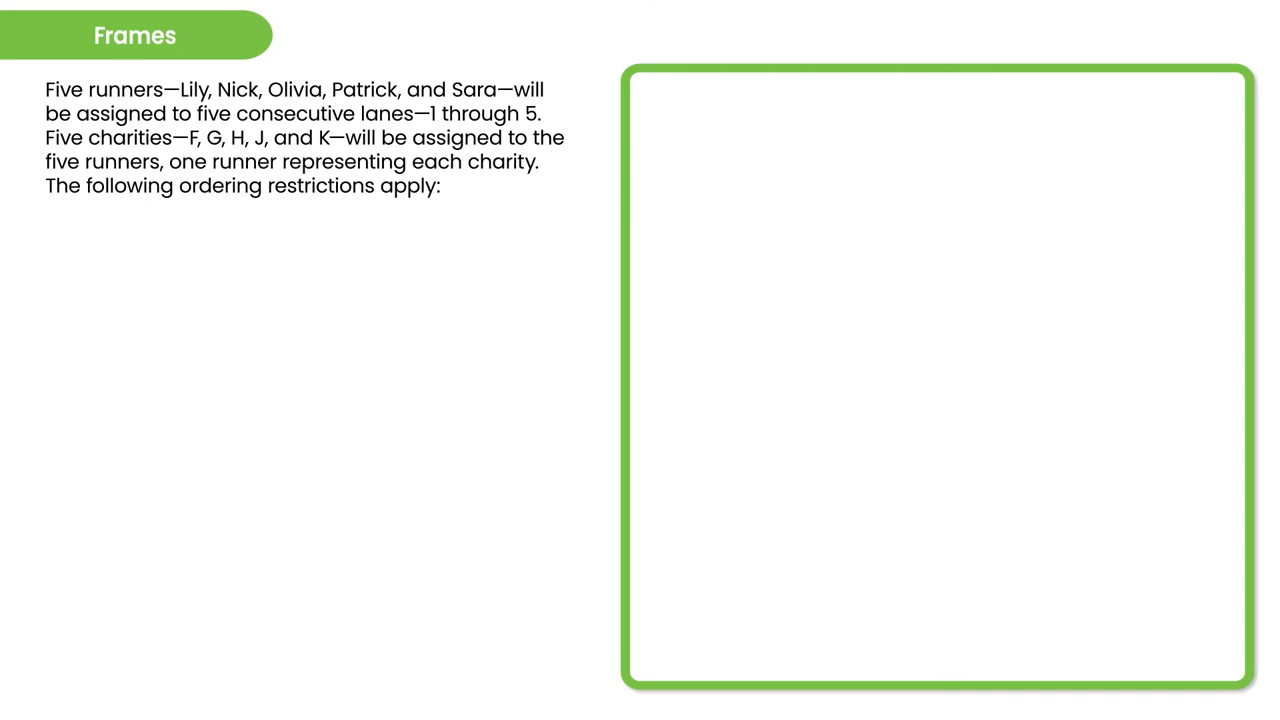 Frames
Five runners—Lily, Nick, Olivia, Patrick, and Sara—will
be assigned to five consecutive lanes—1 through 5.
Five charities—F, G, H, J, and K—will be assigned to the
five runners, one runner representing each charity.
The following ordering restrictions apply: